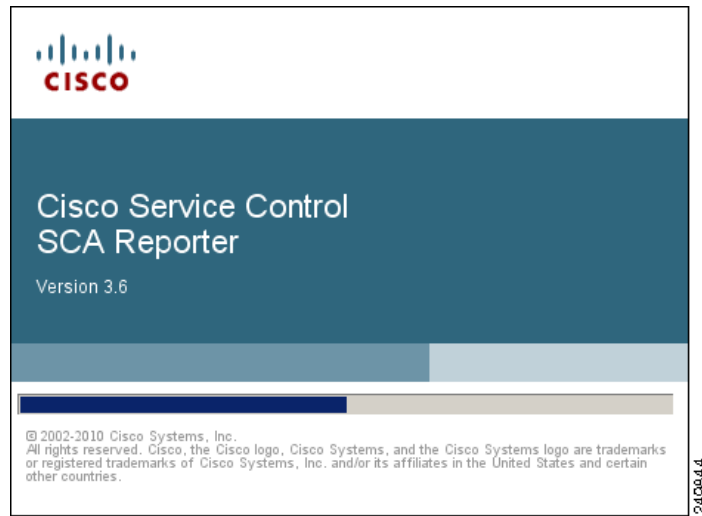 CISCO
Cisco Service Control
SCA Reporter
Version 3.6
© 2002-2010 Cisco Systems, Inc.
All rights reserved. Cisco, the Cisco logo, Cisco Systems, and the Cisco Systems logo are trademarks
or registered trademarks of Cisco Systems, Inc. and/or its affiliates in the United States and certain
other countries.
249844